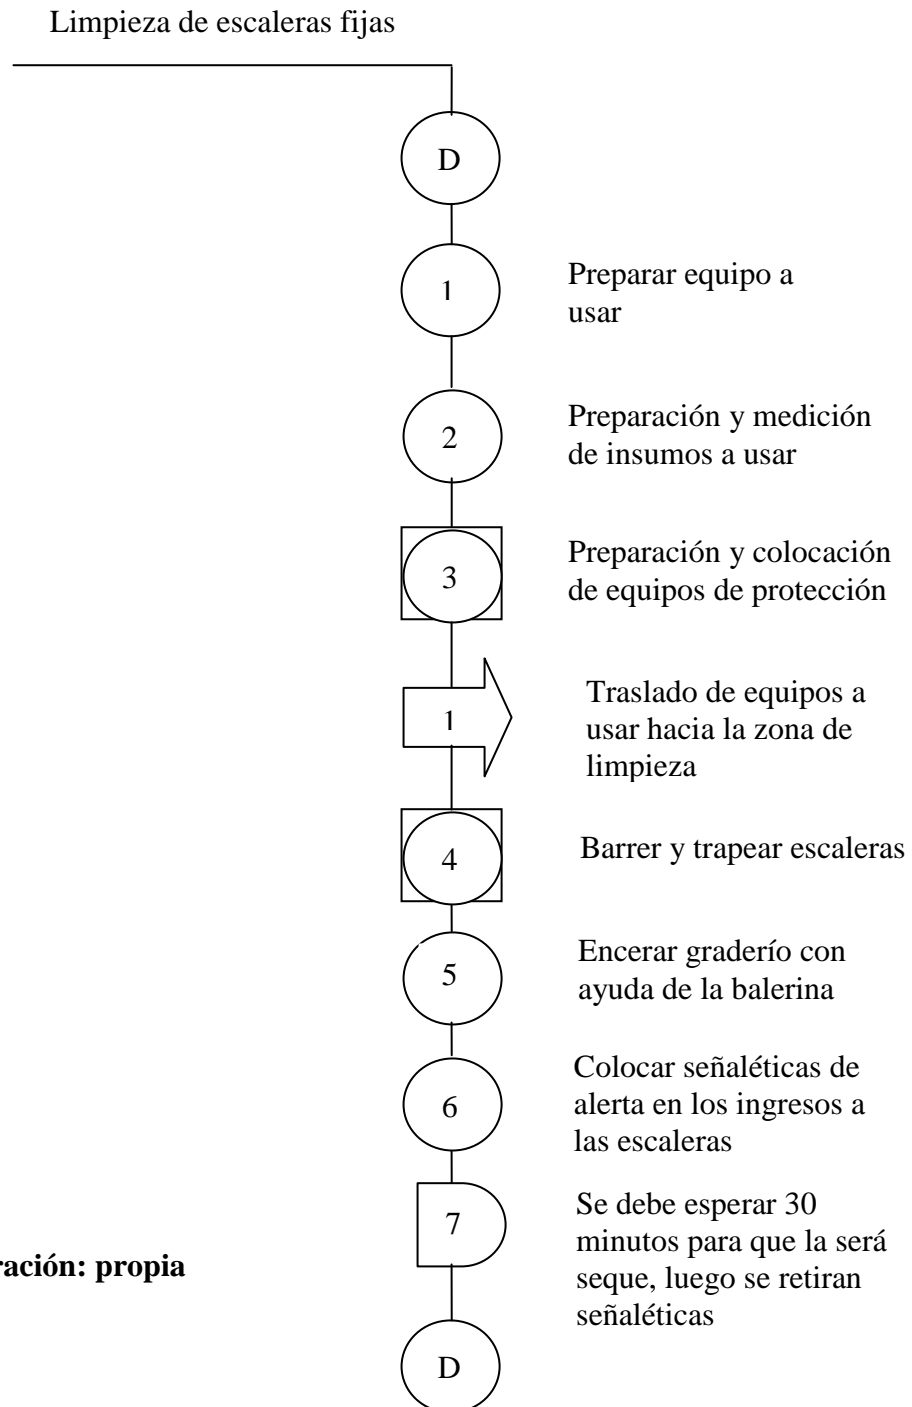 Limpieza de escaleras fijas
D
1
Preparar equipo a
usar
2
Preparación y medición
de insumos a usar
3
Preparación y colocación
de equipos de protección
1
Traslado de equipos a
usar hacia la zona de
limpieza
4
Barrer y trapear escaleras
5
Encerar graderío con
ayuda de la balerina
6
Colocar señaléticas de
alerta en los ingresos a
las escaleras
7
Se debe esperar 30
minutos para que la será
seque, luego se retiran
señaléticas
ración: propia
D